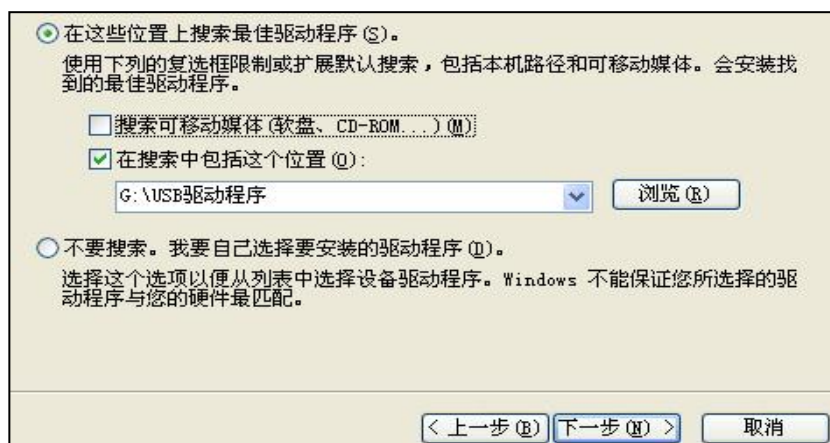 在这些位置上搜索最佳驱动程序(S)。
使用下列的复选框限制或扩展默认搜索，包括本机路径和可移动媒体。会安装找
到的最佳驱动程序。
搜索可移动媒体(软盘、CD-ROM...)(M)
在搜索中包括这个位置(O):
G:\USB驱动程序
浏览(R)
不要搜索。我要自己选择要安装的驱动程序(D)。
选择这个选项以便从列表中选择设备驱动程序。Windows 不能保证您所选择的驱
动程序与您的硬件最匹配。
< 上一步(B) 下一步(N) > 取消